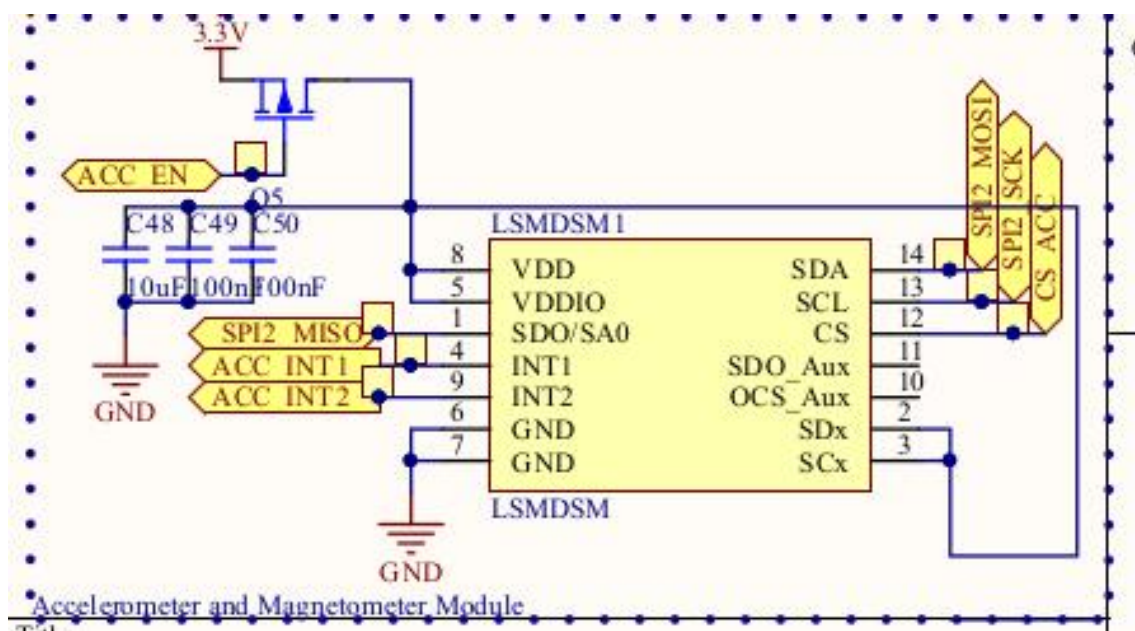 3.3V
ACC_EN
Q5
C48 C49 C50
10uF 100nF 100nF
LSMDSM1
8 VDD SDA 14
5 VDDIO SCL 13
1 SDO/SA0 CS 12
4 INT1 SDO_Aux 11
9 INT2 OCS_Aux 10
6 GND SDx 2
7 GND SCx 3
LSMDSM
SPI2_MISO
ACC_INT1
ACC_INT2
SPI2_MOSI
SPI2_SCK
CS_ACC
GND
GND
Accelerometer and Magnetometer Module